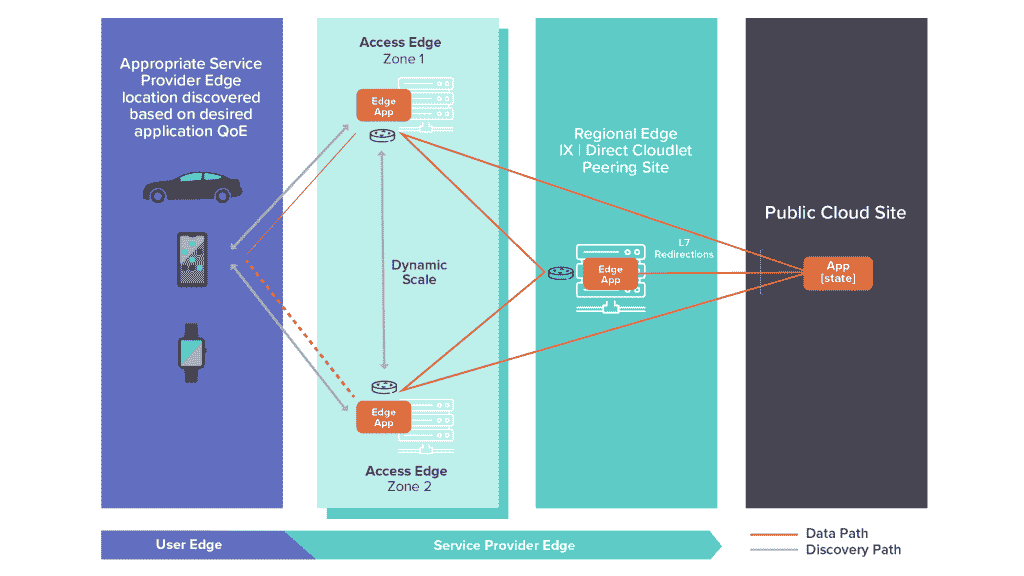 Appropriate Service
Provider Edge
location discovered
based on desired
application QoE
Access Edge
Zone 1
Edge
App
Dynamic
Scale
Edge
App
Access Edge
Zone 2
Regional Edge
IX | Direct Cloudlet
Peering Site
L7
Redirections
Edge
App
Public Cloud Site
App
[state]
User Edge
Service Provider Edge
Data Path
Discovery Path